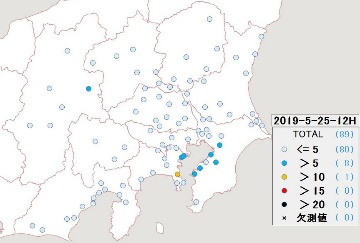 2019-5-25-12H
TOTAL (89)
<= 5 (80)
> 5 (8)
> 10 (1)
> 15 (0)
> 20 (0)
× 欠測値 (0)